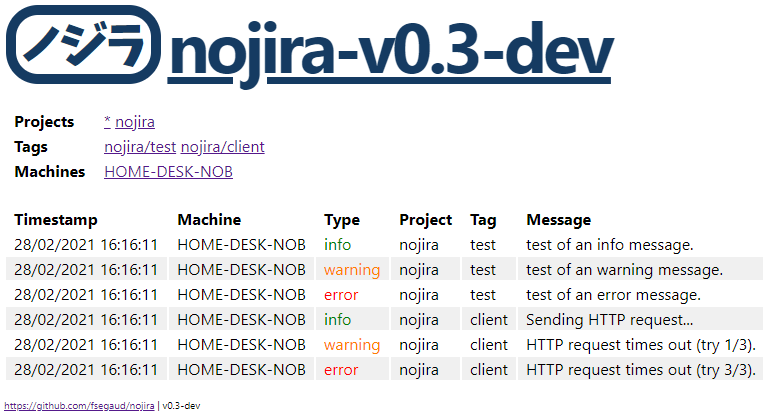 ノジラ nojira-v0.3-dev
Projects * nojira
Tags nojira/test nojira/client
Machines HOME-DESK-NOB
Timestamp Machine Type Project Tag Message
28/02/2021 16:16:11 HOME-DESK-NOB info nojira test test of an info message.
28/02/2021 16:16:11 HOME-DESK-NOB warning nojira test test of an warning message.
28/02/2021 16:16:11 HOME-DESK-NOB error nojira test test of an error message.
28/02/2021 16:16:11 HOME-DESK-NOB info nojira client Sending HTTP request...
28/02/2021 16:16:11 HOME-DESK-NOB warning nojira client HTTP request times out (try 1/3).
28/02/2021 16:16:11 HOME-DESK-NOB error nojira client HTTP request times out (try 3/3).
https://github.com/fsegaud/nojira | v0.3-dev